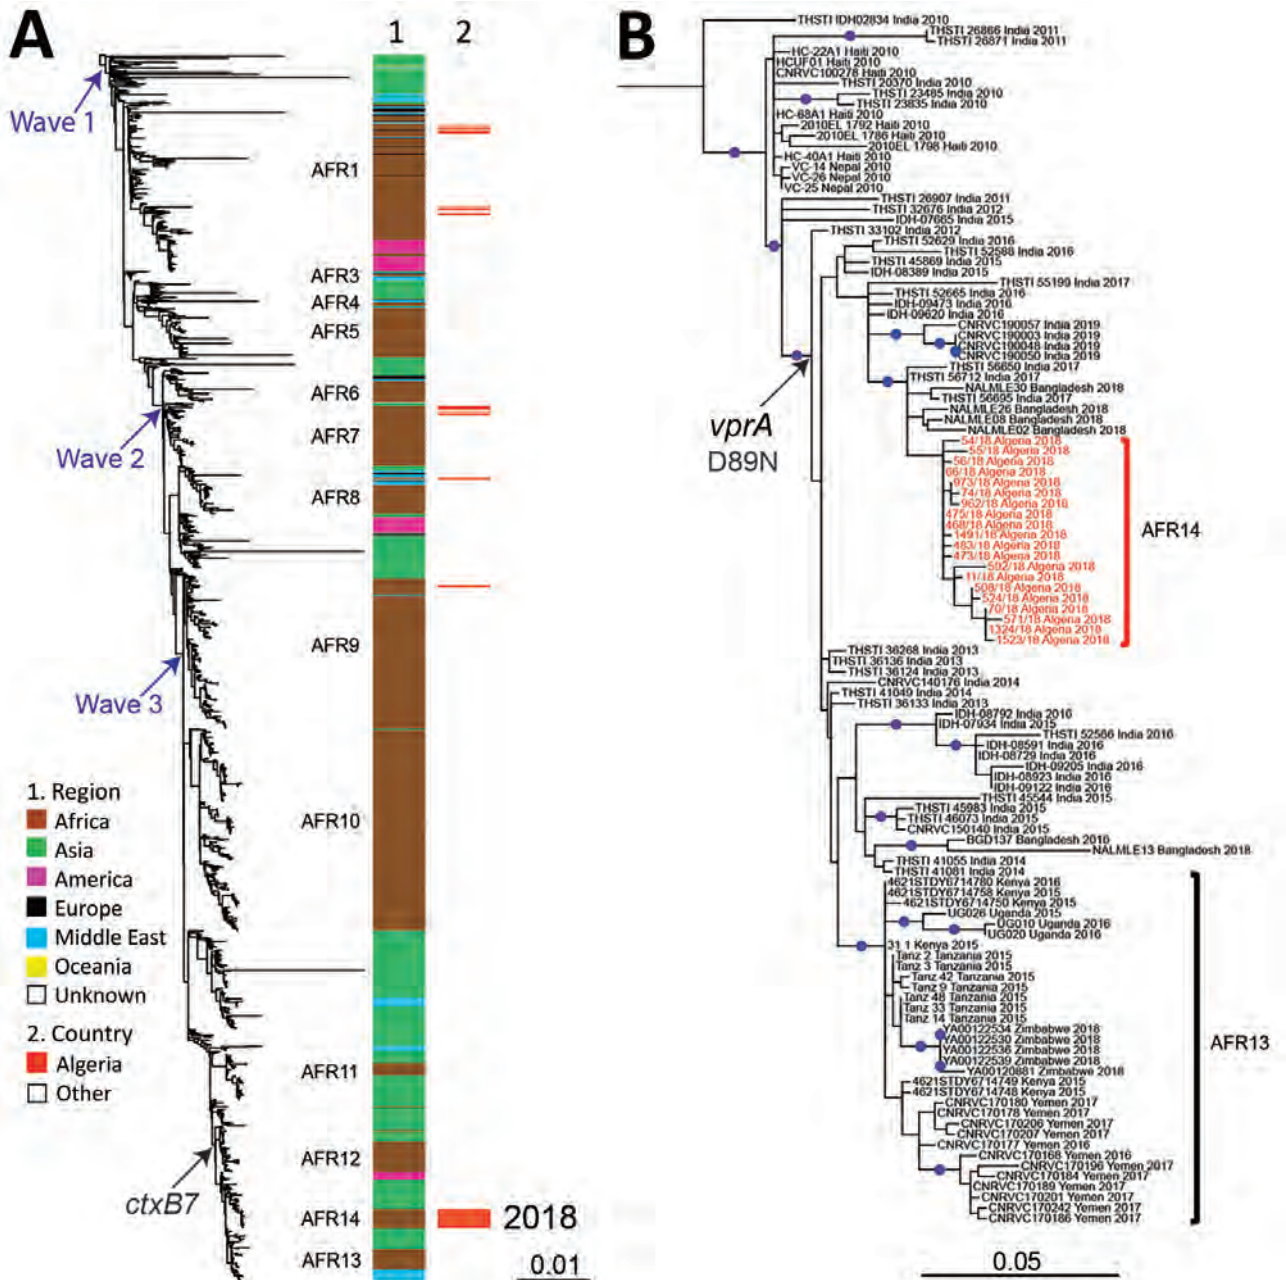 A
1
2
Wave 1
AFR1
AFR3
AFR4
AFR5
AFR6
AFR7
Wave 2
AFR8
AFR9
Wave 3
AFR10
1. Region
Africa
Asia
America
Europe
Middle East
Oceania
Unknown
2. Country
Algeria
Other
AFR11
AFR12
ctxB7
AFR14
2018
AFR13
0.01
B
THSTI IDH02834 India 2010
THSTI 26866 India 2011
THSTI 26871 India 2011
HC-22A1 Haiti 2010
HCUF01 Haiti 2010
CNRVC100278 Haiti 2010
THSTI 20370 India 2010
THSTI 23485 India 2010
THSTI 23835 India 2010
HC-68A1 Haiti 2010
2010EL 1792 Haiti 2010
2010EL 1786 Haiti 2010
2010EL 1798 Haiti 2010
HC-40A1 Haiti 2010
VC-14 Nepal 2010
VC-26 Nepal 2010
VC-25 Nepal 2010
THSTI 26907 India 2011
THSTI 32676 India 2012
IDH-07665 India 2015
THSTI 33102 India 2012
THSTI 52629 India 2016
THSTI 52588 India 2016
THSTI 45869 India 2015
IDH-08389 India 2015
THSTI 55199 India 2017
THSTI 52665 India 2016
IDH-09473 India 2016
IDH-09620 India 2016
CNRVC190057 India 2019
CNRVC190003 India 2019
CNRVC190048 India 2019
CNRVC190050 India 2019
THSTI 56650 India 2017
THSTI 56712 India 2017
NALMLE30 Bangladesh 2018
THSTI 56695 India 2017
NALMLE26 Bangladesh 2018
NALMLE08 Bangladesh 2018
NALMLE02 Bangladesh 2018
vprA
D89N
54/18 Algeria 2018
55/18 Algeria 2018
56/18 Algeria 2018
66/18 Algeria 2018
973/18 Algeria 2018
74/18 Algeria 2018
962/18 Algeria 2018
475/18 Algeria 2018
468/18 Algeria 2018
1491/18 Algeria 2018
483/18 Algeria 2018
473/18 Algeria 2018
592/18 Algeria 2018
11/18 Algeria 2018
508/18 Algeria 2018
524/18 Algeria 2018
70/18 Algeria 2018
571/18 Algeria 2018
1324/18 Algeria 2018
1523/18 Algeria 2018
AFR14
THSTI 36268 India 2013
THSTI 36136 India 2013
THSTI 36124 India 2013
CNRVC140176 India 2014
THSTI 41049 India 2014
THSTI 36133 India 2013
IDH-08792 India 2016
IDH-07934 India 2015
THSTI 52566 India 2016
IDH-08591 India 2016
IDH-08729 India 2016
IDH-09205 India 2016
IDH-08923 India 2016
IDH-09122 India 2016
THSTI 45544 India 2015
THSTI 45983 India 2015
THSTI 46073 India 2015
CNRVC150140 India 2015
BGD137 Bangladesh 2016
NALMLE13 Bangladesh 2018
THSTI 41055 India 2014
THSTI 41081 India 2014
4621STDY6714780 Kenya 2016
4621STDY6714758 Kenya 2015
4621STDY6714750 Kenya 2015
UG026 Uganda 2015
UG010 Uganda 2016
UG020 Uganda 2016
31 1 Kenya 2015
Tanz 2 Tanzania 2015
Tanz 3 Tanzania 2015
Tanz 42 Tanzania 2015
Tanz 9 Tanzania 2015
Tanz 48 Tanzania 2015
Tanz 33 Tanzania 2015
Tanz 14 Tanzania 2015
YA00122534 Zimbabwe 2018
YA00122530 Zimbabwe 2018
YA00122536 Zimbabwe 2018
YA00122539 Zimbabwe 2018
YA00120881 Zimbabwe 2018
4621STDY6714749 Kenya 2015
4621STDY6714748 Kenya 2015
CNRVC170180 Yemen 2017
CNRVC170178 Yemen 2017
CNRVC170206 Yemen 2017
CNRVC170207 Yemen 2017
CNRVC170177 Yemen 2016
CNRVC170168 Yemen 2016
CNRVC170196 Yemen 2017
CNRVC170184 Yemen 2017
CNRVC170189 Yemen 2017
CNRVC170201 Yemen 2017
CNRVC170242 Yemen 2017
CNRVC170186 Yemen 2017
AFR13
0.05